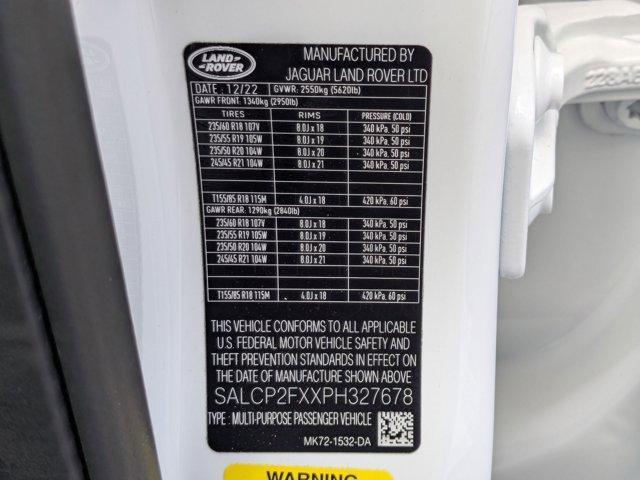 LAND
ROVER
MANUFACTURED BY
JAGUAR LAND ROVER LTD
DATE : 12/22 GVWR: 2550kg (5620lb)
GAWR FRONT: 1340kg (2950lb)
TIRES RIMS PRESSURE (COLD)
235/60 R18 107V 8.0J x 18 340 kPa, 50 psi
235/55 R19 105W 8.0J x 19 340 kPa, 50 psi
235/50 R20 104W 8.0J x 20 340 kPa, 50 psi
245/45 R21 104W 8.0J x 21 340 kPa, 50 psi
T155/85 R18 115M 4.0J x 18 420 kPa, 60 psi
GAWR REAR: 1290kg (2840lb)
235/60 R18 107V 8.0J x 18 340 kPa, 50 psi
235/55 R19 105W 8.0J x 19 340 kPa, 50 psi
235/50 R20 104W 8.0J x 20 340 kPa, 50 psi
245/45 R21 104W 8.0J x 21 340 kPa, 50 psi
T155/85 R18 115M 4.0J x 18 420 kPa, 60 psi
THIS VEHICLE CONFORMS TO ALL APPLICABLE
U.S. FEDERAL MOTOR VEHICLE SAFETY AND
THEFT PREVENTION STANDARDS IN EFFECT ON
THE DATE OF MANUFACTURE SHOWN ABOVE
SALCP2FXXPH327678
TYPE : MULTI-PURPOSE PASSENGER VEHICLE
MK72-1532-DA
WARNING